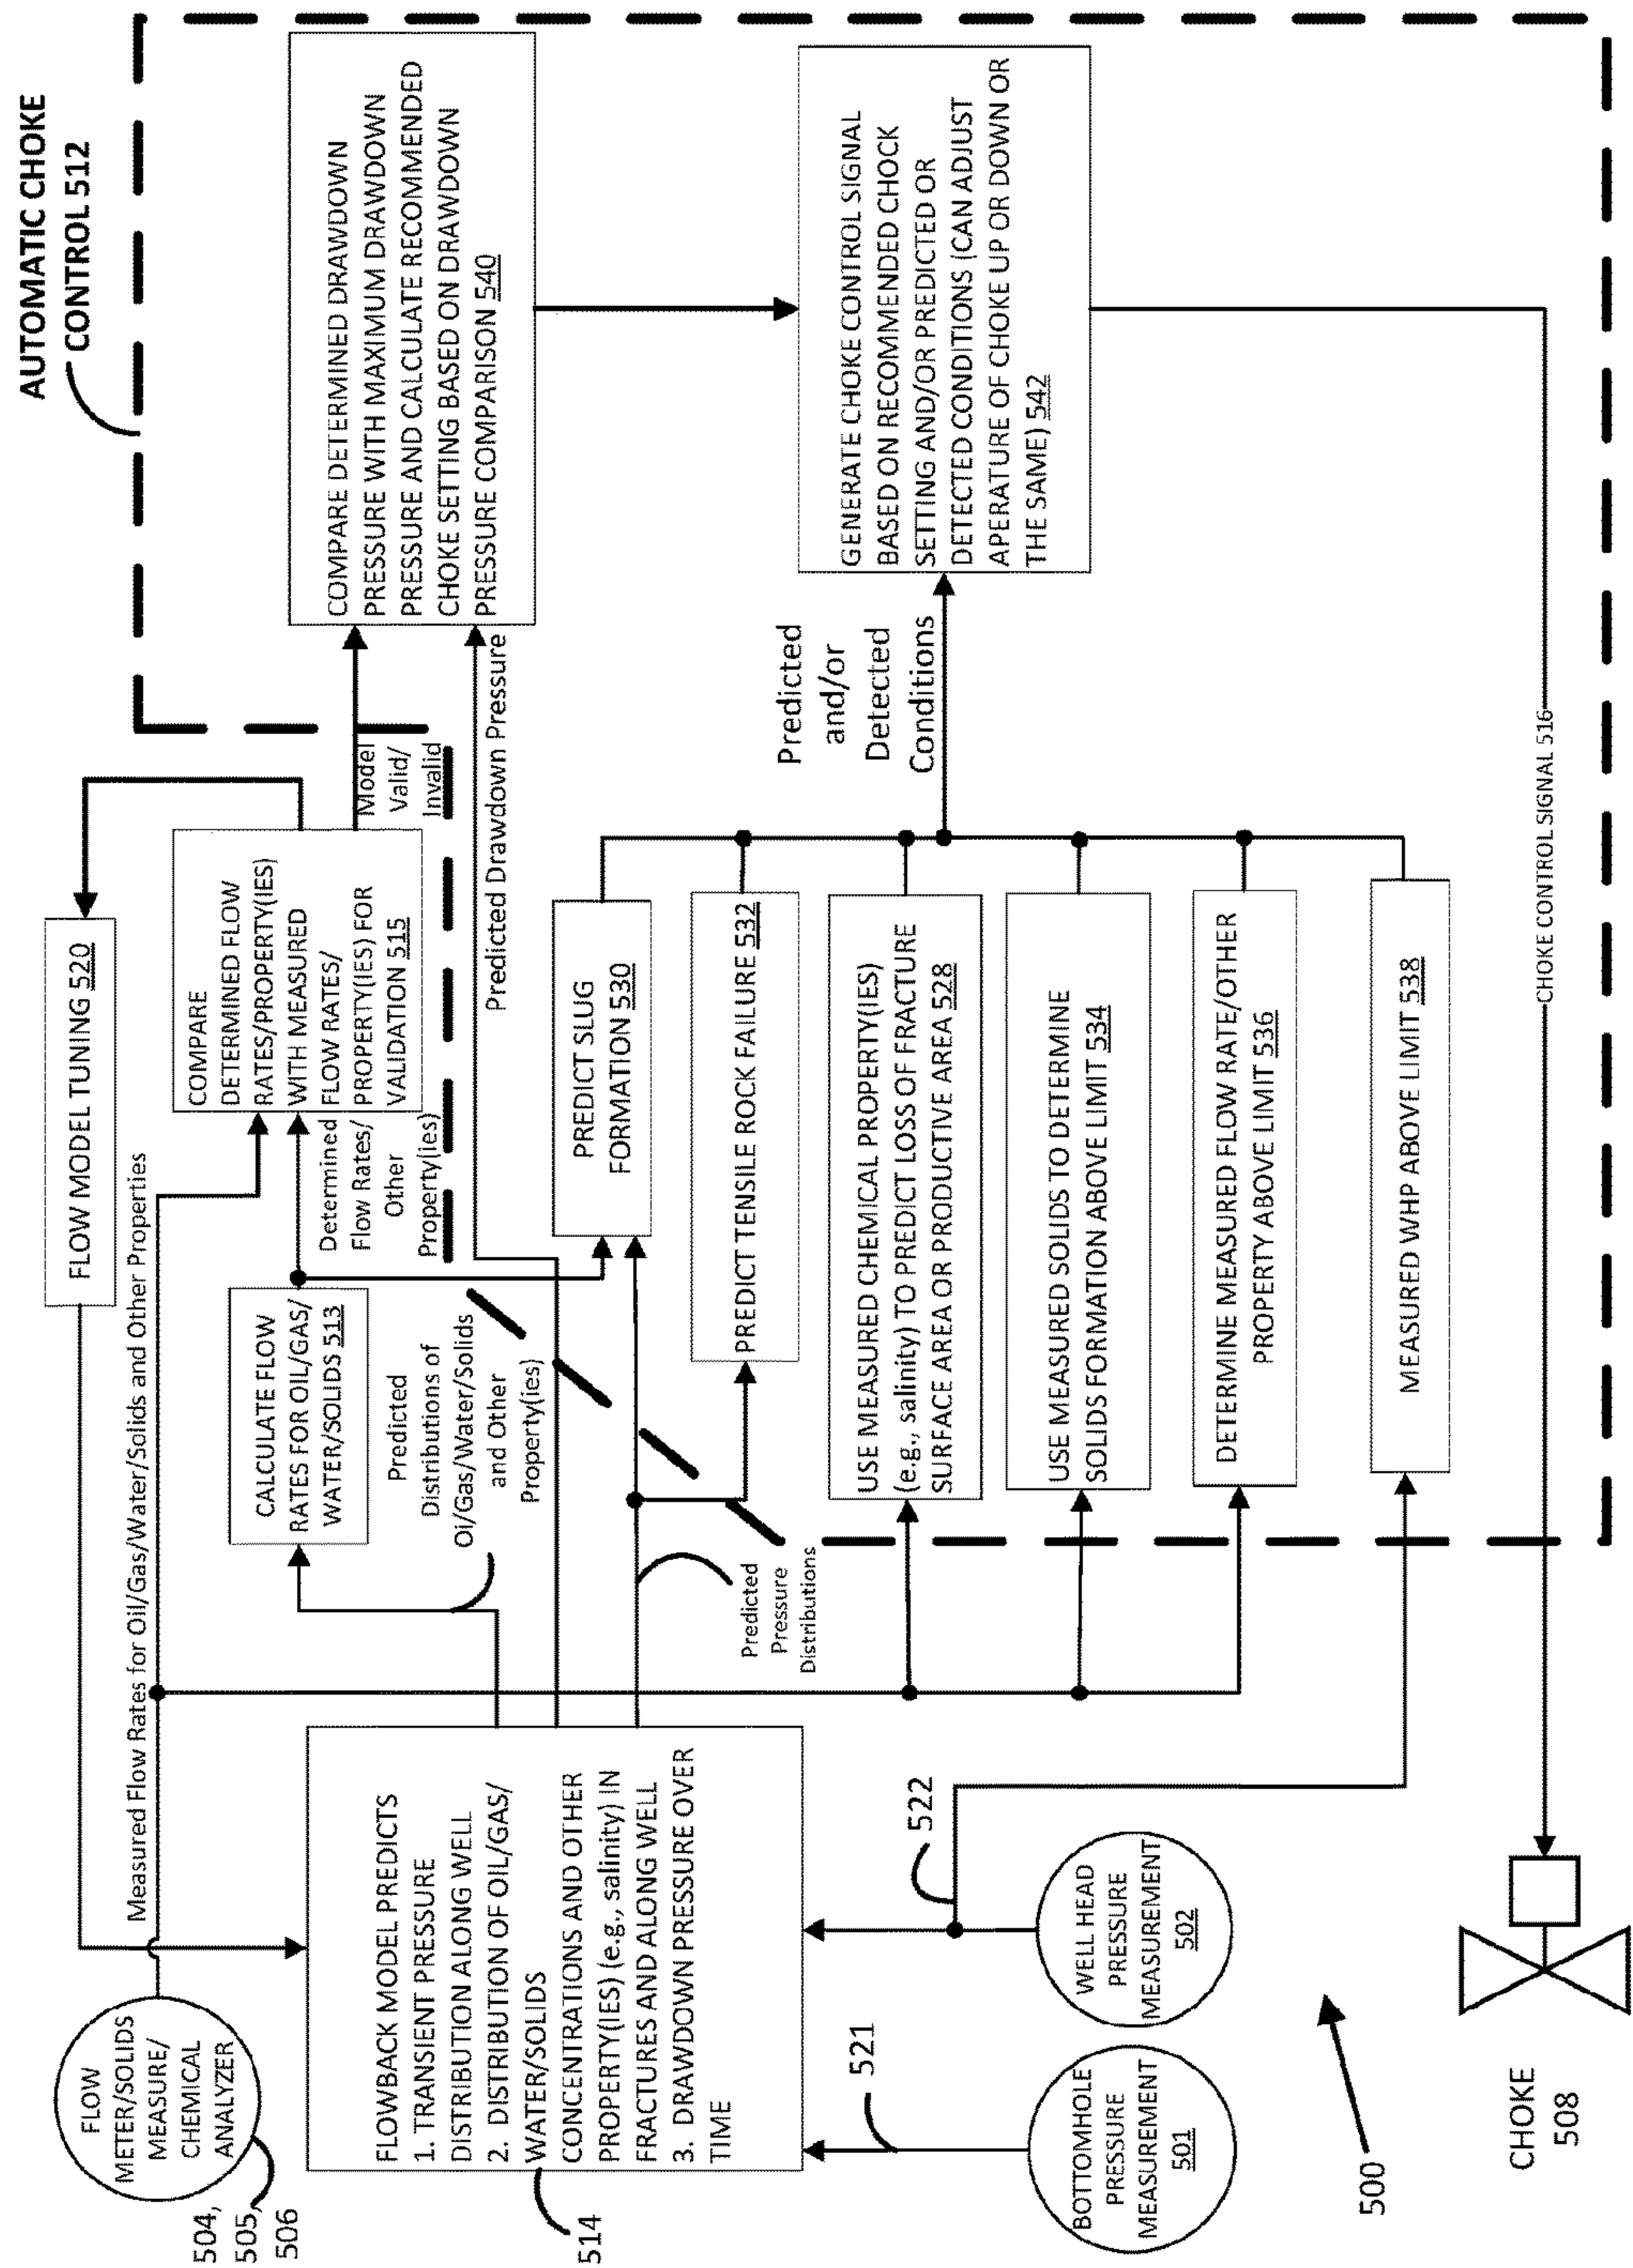 AUTOMATIC CHOKE
CONTROL 512
FLOW
METER/SOLIDS
MEASURE/
CHEMICAL
ANALYZER
504,
505,
506
Measured Flow Rates for Oil/Gas/Water/Solids and Other Properties
FLOW MODEL TUNING 520
COMPARE
DETERMINED FLOW
RATES/PROPERTY(IES)
WITH MEASURED
FLOW RATES/
PROPERTY(IES) FOR
VALIDATION 515
Model
Valid/
Invalid
Determined
Flow Rates/
Other
Property(ies)
CALCULATE FLOW
RATES FOR OIL/GAS/
WATER/SOLIDS 513
Predicted
Distributions of
Oi/Gas/Water/Solids
and Other
Property(ies)
COMPARE DETERMINED DRAWDOWN
PRESSURE WITH MAXIMUM DRAWDOWN
PRESSURE AND CALCULATE RECOMMENDED
CHOKE SETTING BASED ON DRAWDOWN
PRESSURE COMPARISON 540
Predicted Drawdown Pressure
FLOWBACK MODEL PREDICTS
1. TRANSIENT PRESSURE
DISTRIBUTION ALONG WELL
2. DISTRIBUTION OF OIL/GAS/
WATER/SOLIDS
CONCENTRATIONS AND OTHER
PROPERTY(IES) (e.g., salinity) IN
FRACTURES AND ALONG WELL
3. DRAWDOWN PRESSURE OVER
TIME
514
Predicted
Pressure
Distributions
PREDICT SLUG
FORMATION 530
PREDICT TENSILE ROCK FAILURE 532
USE MEASURED CHEMICAL PROPERTY(IES)
(e.g., salinity) TO PREDICT LOSS OF FRACTURE
SURFACE AREA OR PRODUCTIVE AREA 528
USE MEASURED SOLIDS TO DETERMINE
SOLIDS FORMATION ABOVE LIMIT 534
DETERMINE MEASURED FLOW RATE/OTHER
PROPERTY ABOVE LIMIT 536
MEASURED WHP ABOVE LIMIT 538
Predicted
and/or
Detected
Conditions
GENERATE CHOKE CONTROL SIGNAL
BASED ON RECOMMENDED CHOCK
SETTING AND/OR PREDICTED OR
DETECTED CONDITIONS (CAN ADJUST
APERATURE OF CHOKE UP OR DOWN OR
THE SAME) 542
521
522
BOTTOMHOLE
PRESSURE
MEASUREMENT
501
WELL HEAD
PRESSURE
MEASUREMENT
502
500
CHOKE CONTROL SIGNAL 516
CHOKE
508